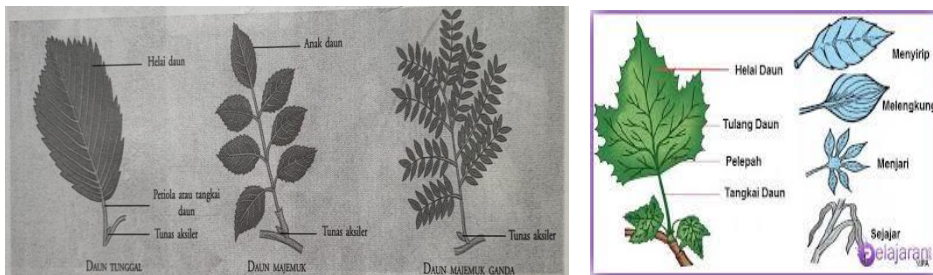 Helai daun
Petiola atau tangkai
daun
Tunas aksiler
DAUN TUNGGAL
Anak daun
Tunas aksiler
DAUN MAJEMUK
Tunas aksiler
DAUN MAJEMUK GANDA
Helai Daun
Tulang Daun
Pelepah
Tangkai Daun
Menyirip
Melengkung
Menjari
Sejajar